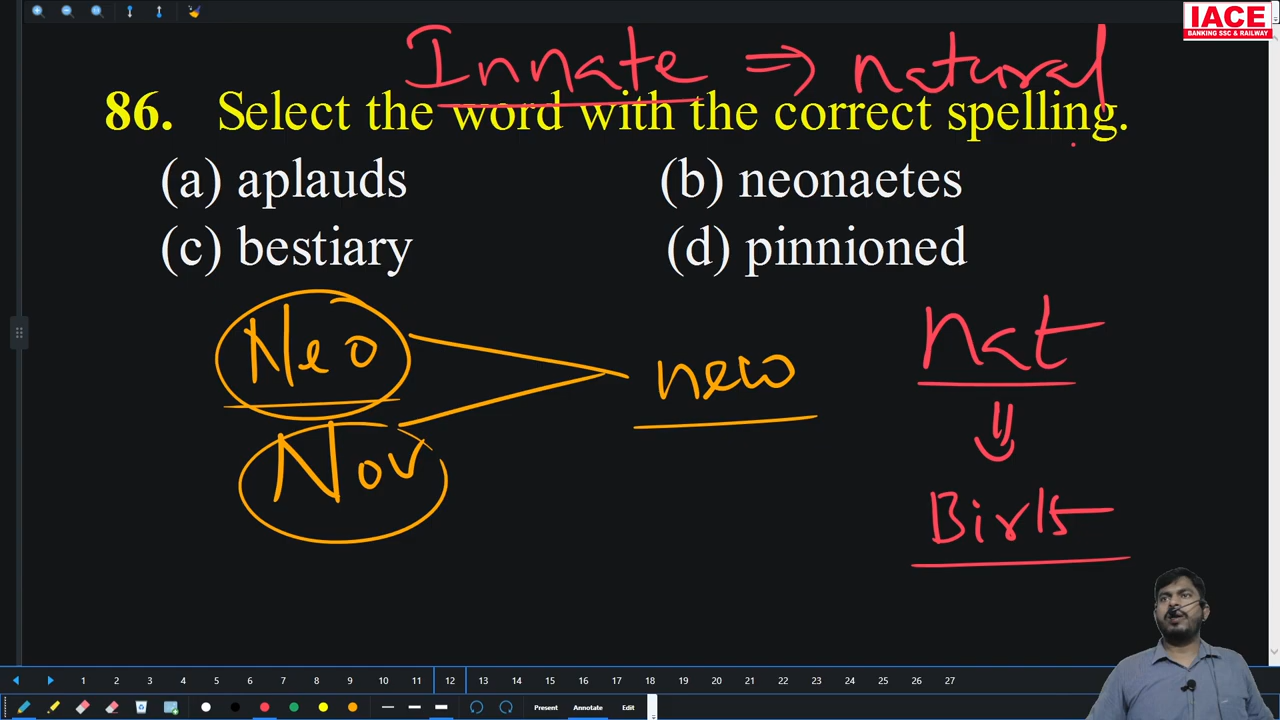 IACE
BANKING SSC & RAILWAY
Innate ⇒ natural
86. Select the word with the correct spelling.
(a) aplauds (b) neonaetes
(c) bestiary (d) pinnioned
Neo
Nov
new
nat
Birth
1 2 3 4 5 6 7 8 9 10 11 12 13 14 15 16 17 18 19 20 21 22 23 24 25 26 27
Present Annotate Edit